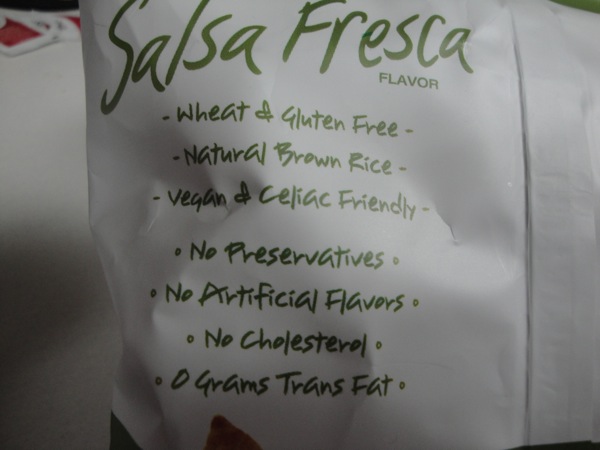 Salsa Fresca
FLAVOR
- Wheat & Gluten Free -
- Natural Brown Rice -
- Vegan & Celiac Friendly -
• No Preservatives •
• No Artificial Flavors •
• No Cholesterol •
• 0 Grams Trans Fat •